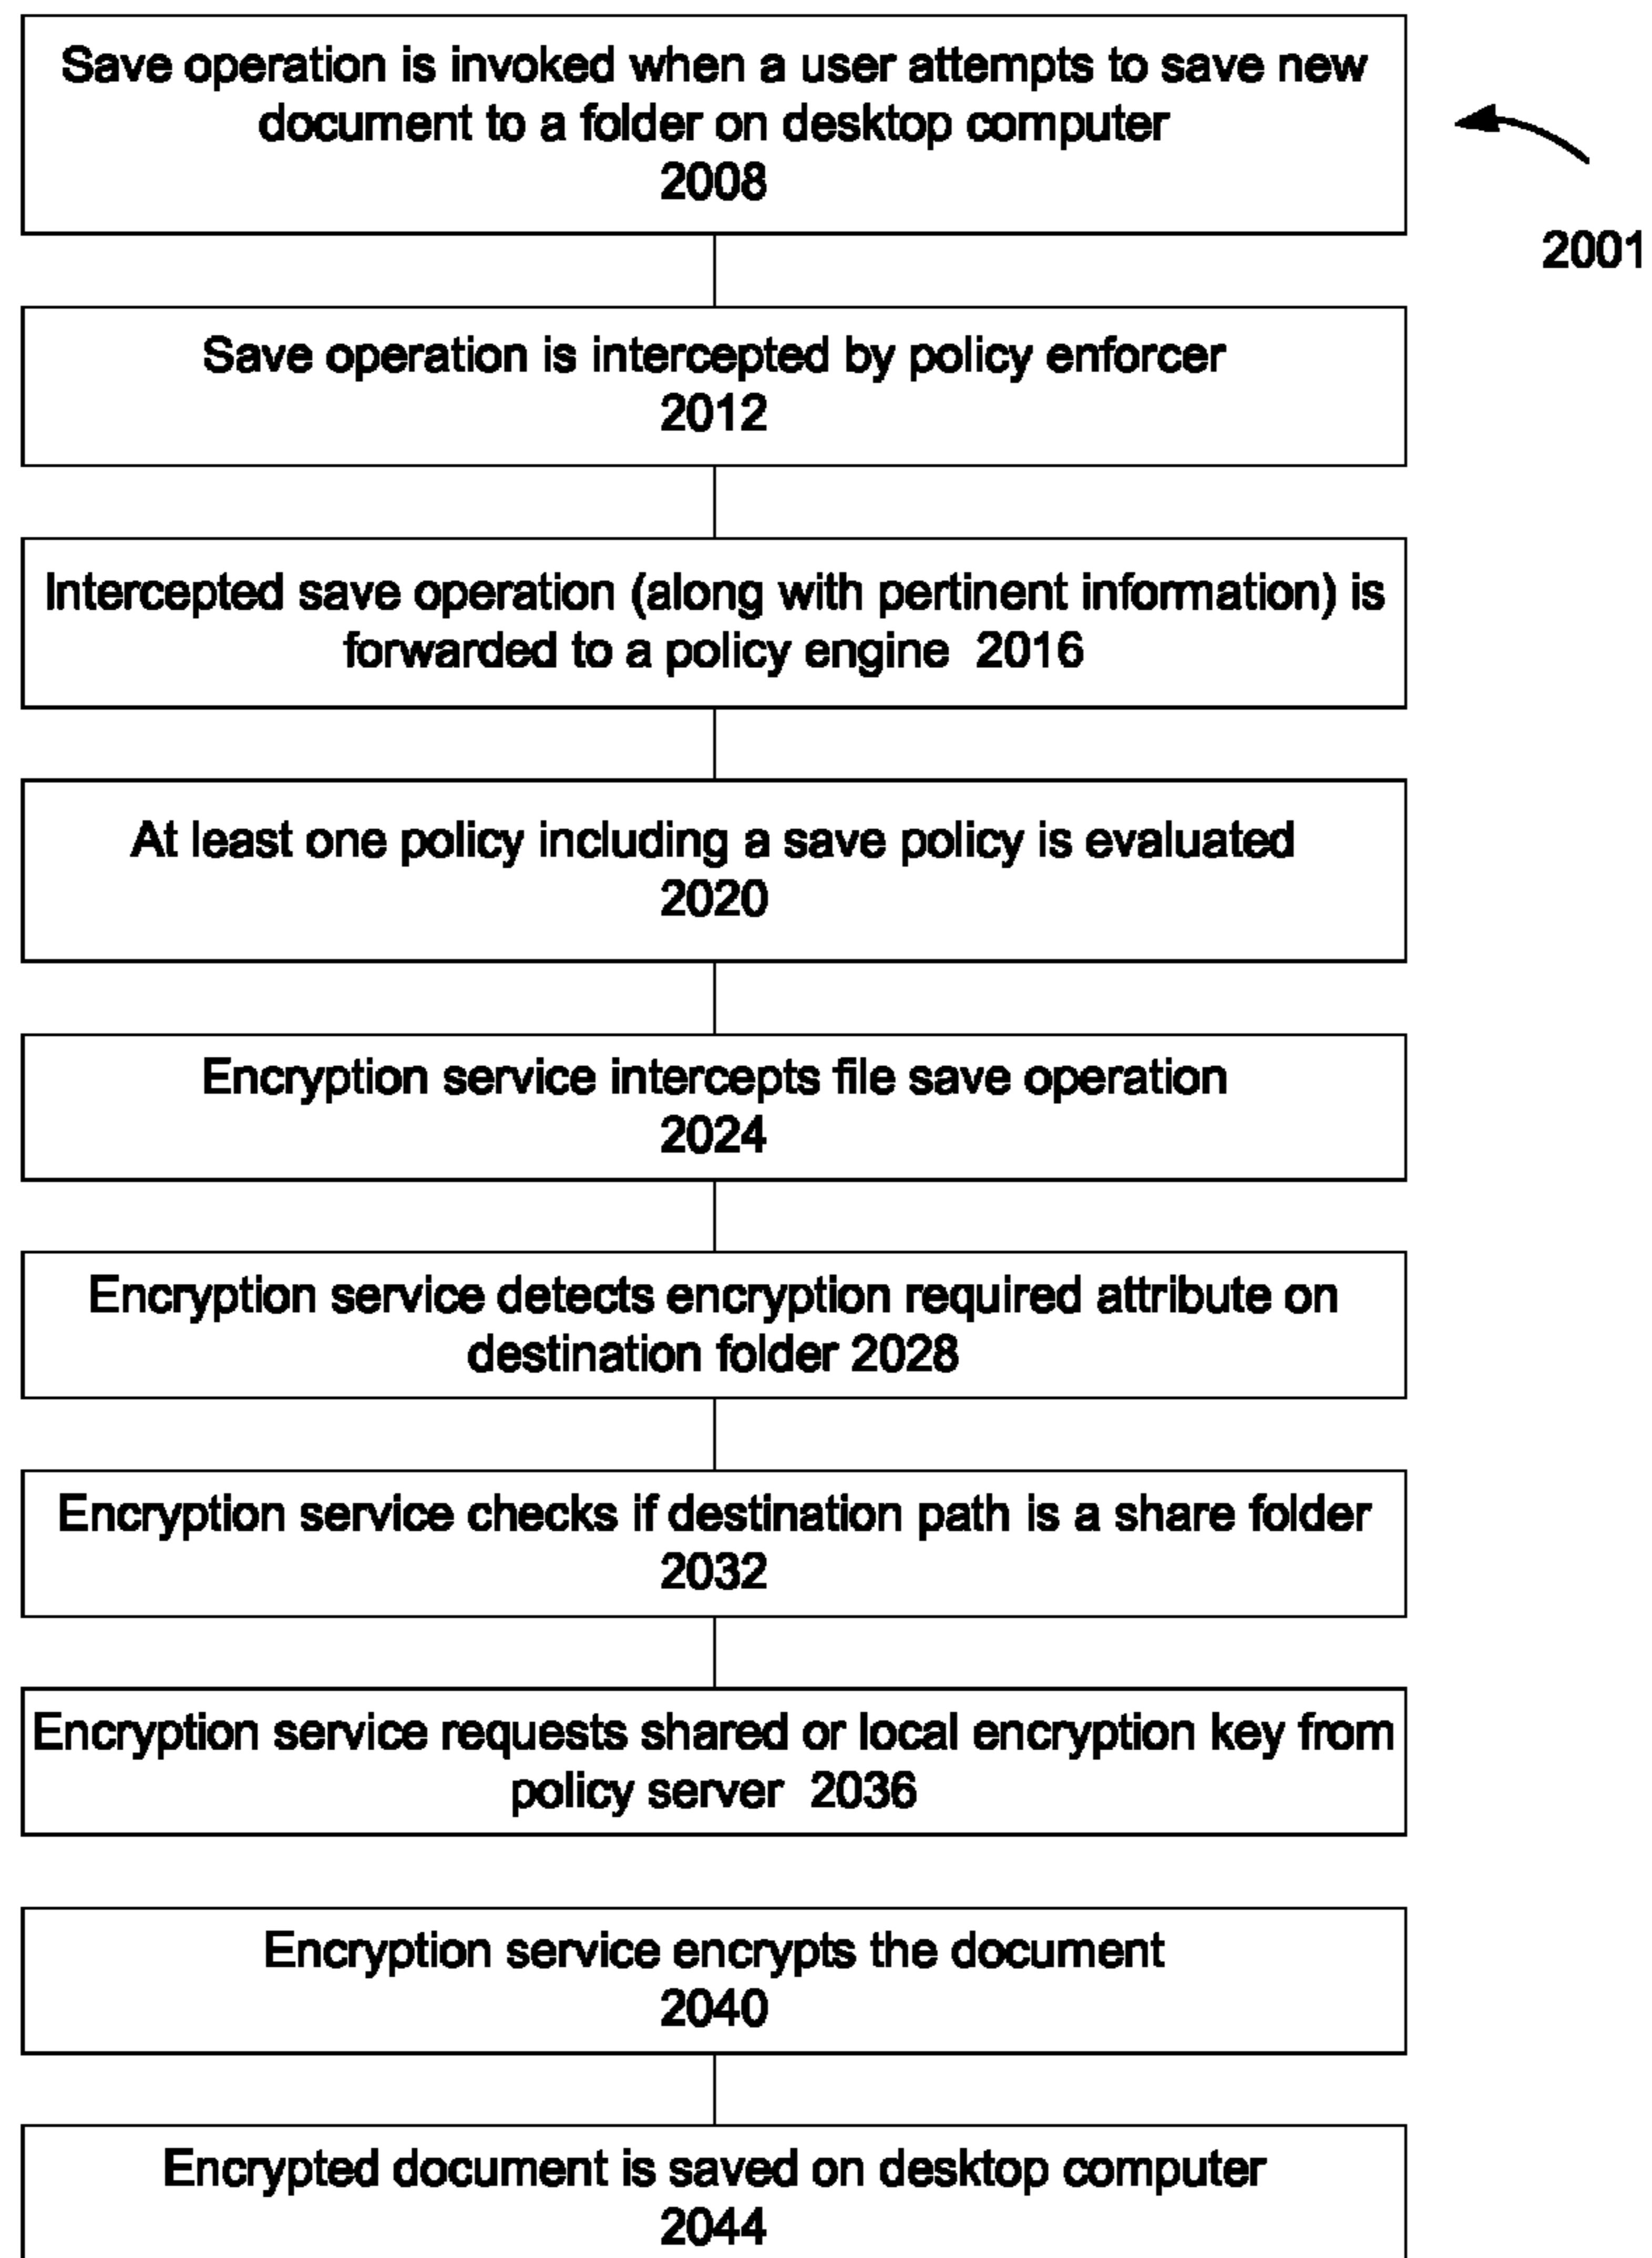 Save operation is invoked when a user attempts to save new
document to a folder on desktop computer
2008
2001
Save operation is intercepted by policy enforcer
2012
Intercepted save operation (along with pertinent information) is
forwarded to a policy engine 2016
At least one policy including a save policy is evaluated
2020
Encryption service intercepts file save operation
2024
Encryption service detects encryption required attribute on
destination folder 2028
Encryption service checks if destination path is a share folder
2032
Encryption service requests shared or local encryption key from
policy server 2036
Encryption service encrypts the document
2040
Encrypted document is saved on desktop computer
2044